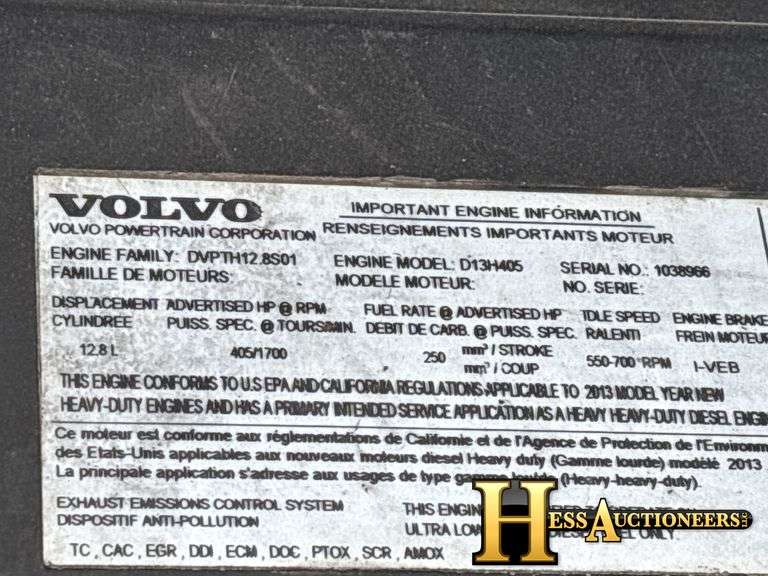 VOLVO
IMPORTANT ENGINE INFORMATION
VOLVO POWERTRAIN CORPORATION RENSEIGNEMENTS IMPORTANTS MOTEUR
ENGINE FAMILY: DVPTH12.8S01 ENGINE MODEL: D13H405 SERIAL NO.: 1038966
FAMILLE DE MOTEURS MODELE MOTEUR: NO. SERIE:
DISPLACEMENT ADVERTISED HP @ RPM FUEL RATE @ ADVERTISED HP IDLE SPEED ENGINE BRAKE
CYLINDREE PUISS. SPEC. @ TOURS/MIN. DEBIT DE CARB. @ PUISS. SPEC. RALENTI FREIN MOTEUR
12.8 L 405/1700 250 mm³ / STROKE 550-700 RPM I-VEB
mm³ / COUP
THIS ENGINE CONFORMS TO U.S EPA AND CALIFORNIA REGULATIONS APPLICABLE TO 2013 MODEL YEAR NEW
HEAVY-DUTY ENGINES AND HAS A PRIMARY INTENDED SERVICE APPLICATION AS A HEAVY HEAVY-DUTY DIESEL
Ce moteur est conforme aux réglementations de Californie et de l'Agence de Protection de
des Etats-Unis applicables aux nouveaux moteurs diesel Heavy duty (Gamme lourde) modèle 2013
La principale application s'adresse aux usages de type (Heavy-heavy-duty).
EXHAUST EMISSIONS CONTROL SYSTEM THIS
DISPOSITIF ANTI-POLLUTION ULTRA ONLY.
TC , CAC , EGR , DDI , ECM , DOC , PTOX , SCR , AMOX
HESS AUCTIONEERS LLC